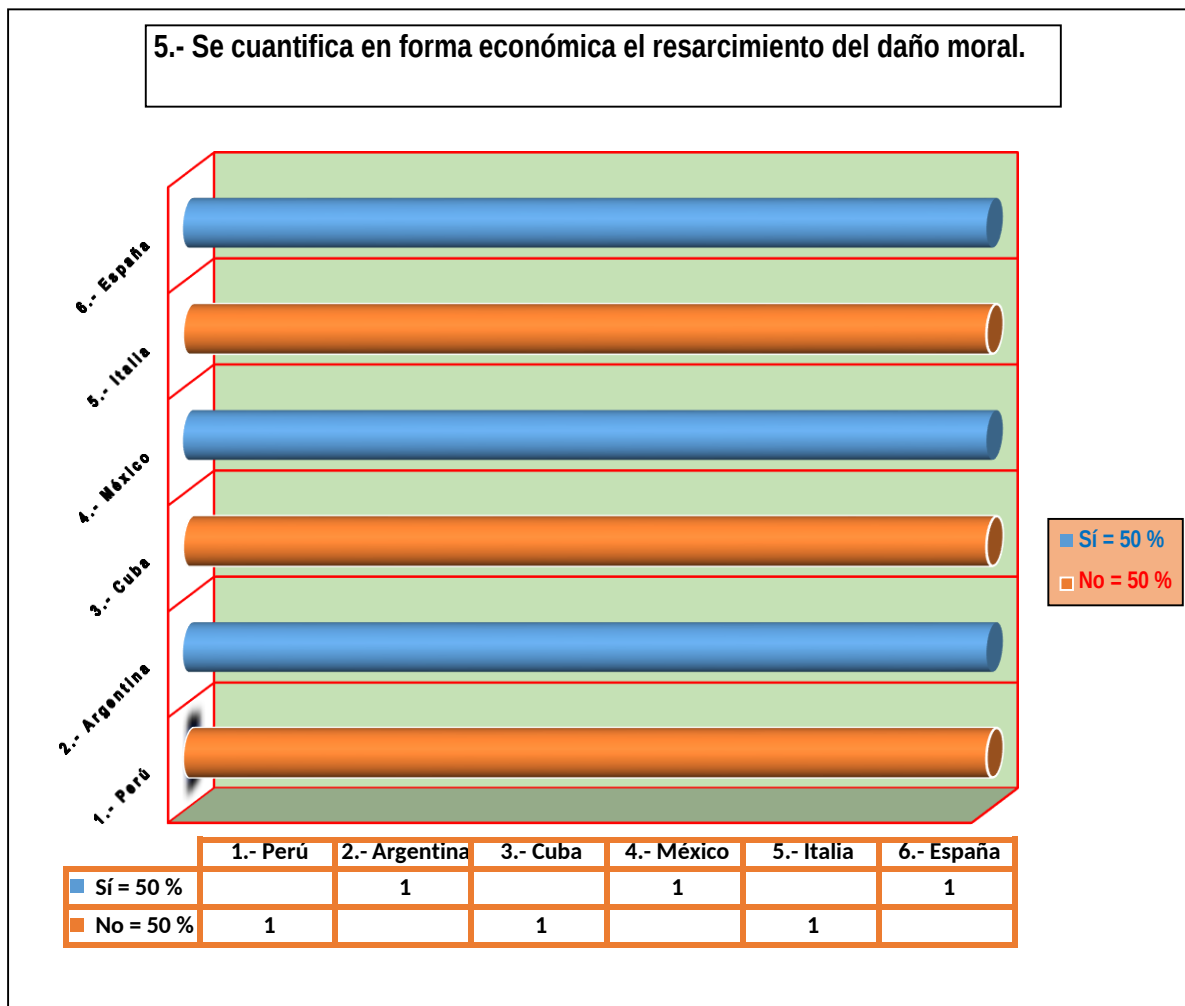 5.- Se cuantifica en forma económica el resarcimiento del daño moral.
6.- España
5.- Italia
4.- México
3.- Cuba
2.- Argentina
1.- Perú
Sí = 50 %
No = 50 %
1.- Perú 2.- Argentina 3.- Cuba 4.- México 5.- Italia 6.- España
Sí = 50 % 1 1 1
No = 50 % 1 1 1